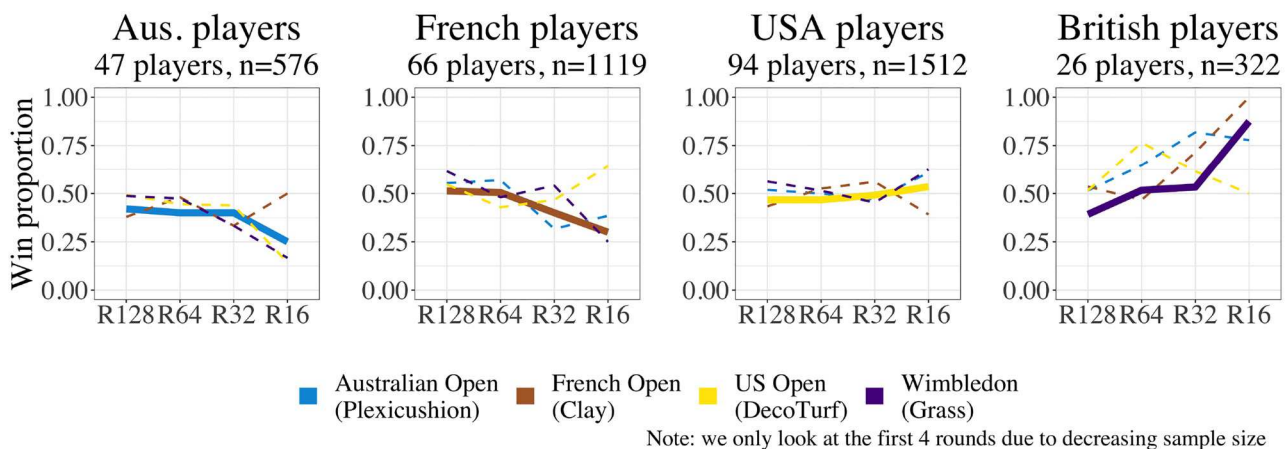 Aus. players
47 players, n=576
French players
66 players, n=1119
USA players
94 players, n=1512
British players
26 players, n=322
Win proportion
1.00
0.75
0.50
0.25
0.00
R128 R64 R32 R16
1.00
0.75
0.50
0.25
0.00
R128 R64 R32 R16
1.00
0.75
0.50
0.25
0.00
R128 R64 R32 R16
1.00
0.75
0.50
0.25
0.00
R128 R64 R32 R16
Australian Open
(Plexicushion)
French Open
(Clay)
US Open
(DecoTurf)
Wimbledon
(Grass)
Note: we only look at the first 4 rounds due to decreasing sample size